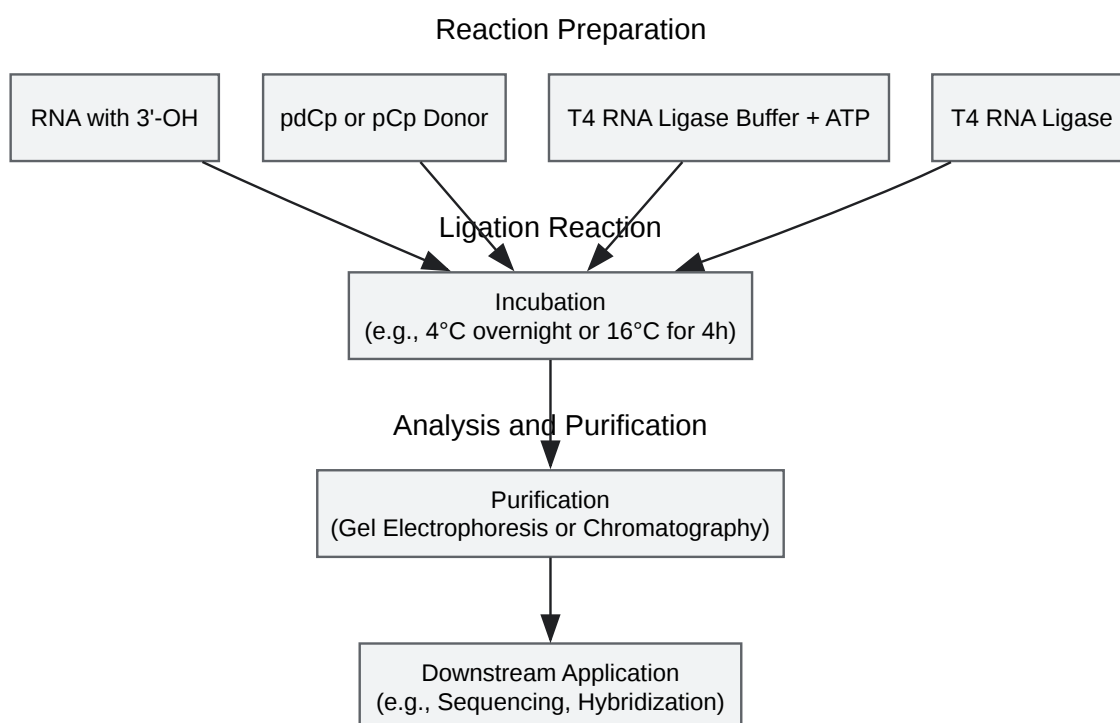 Reaction Preparation
RNA with 3'-OH
pdCp or pCp Donor
T4 RNA Ligase Buffer + ATP
T4 RNA Ligase
Ligation Reaction
Incubation
(e.g., 4°C overnight or 16°C for 4h)
Analysis and Purification
Purification
(Gel Electrophoresis or Chromatography)
Downstream Application
(e.g., Sequencing, Hybridization)